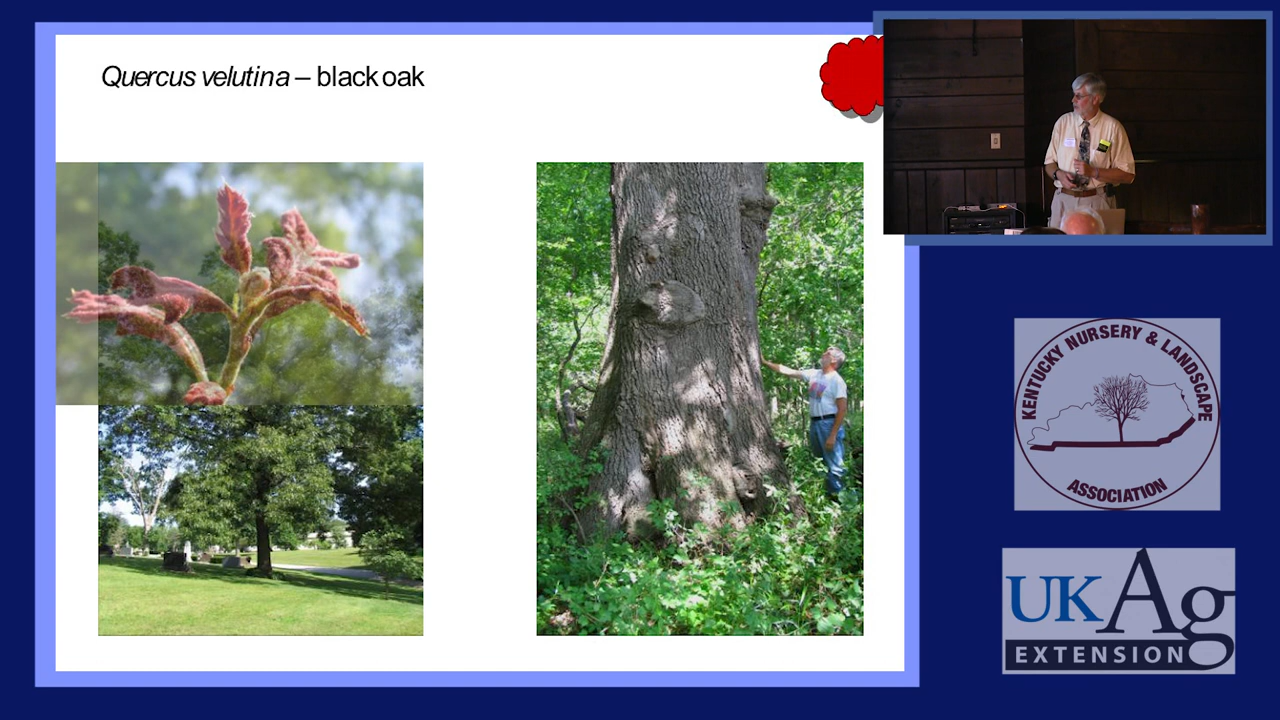 Quercus velutina – black oak
KENTUCKY NURSERY & LANDSCAPE
ASSOCIATION
UKAg
EXTENSION